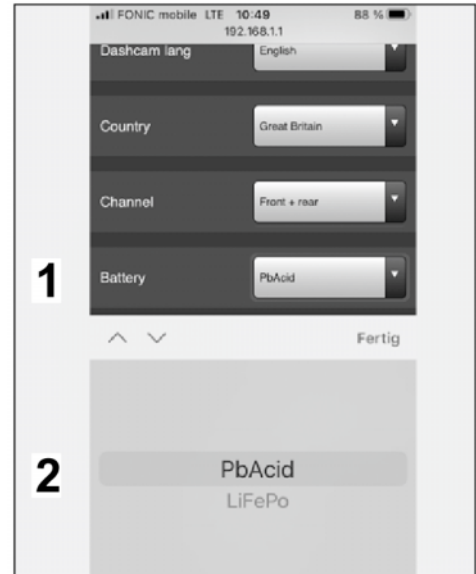 FONIC mobile LTE 10:49 88 %
192.168.1.1
Dashcam lang English
Country Great Britain
Channel Front + rear
1 Battery PbAcid
Fertig
2 PbAcid
LiFePo